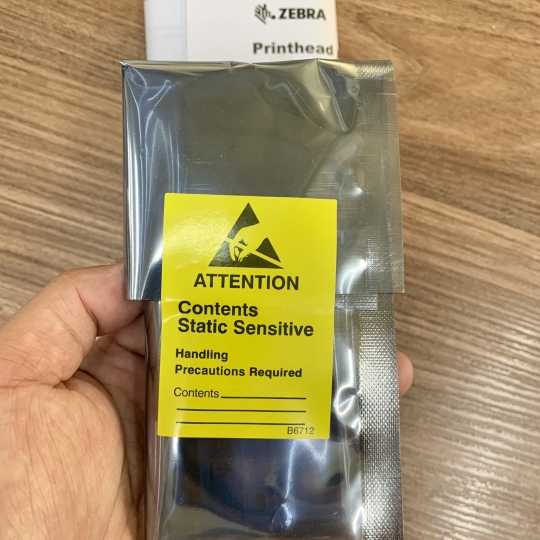 ZEBRA
Printhead
ATTENTION
Contents
Static Sensitive
Handling
Precautions Required
Contents
B6712